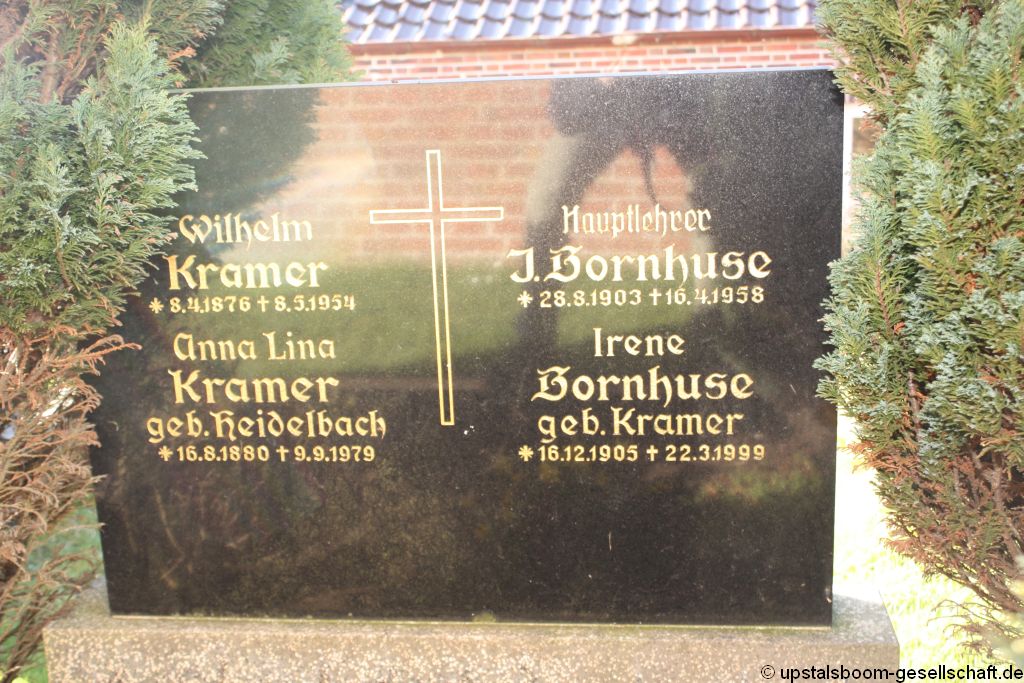 Wilhelm
Kramer
* 8.4.1876 † 8.5.1954
Anna Lina
Kramer
geb. Heidelbach
* 16.8.1880 † 9.9.1979
Hauptlehrer
J. Bornhuse
* 28.8.1903 † 16.4.1958
Irene
Bornhuse
geb. Kramer
* 16.12.1905 † 22.3.1999
© upstalsboom-gesellschaft.de